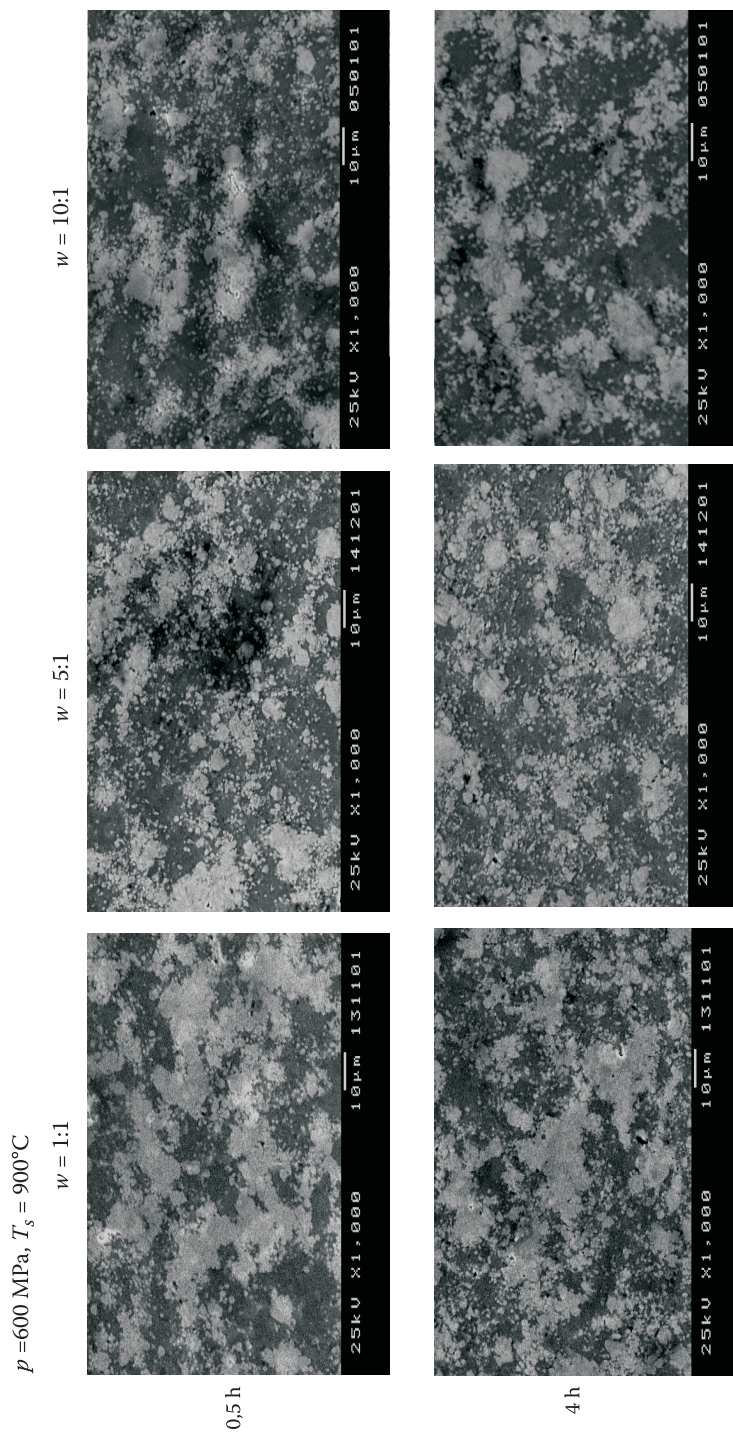 p =600 MPa, Ts = 900°C
w = 1:1
w = 5:1
w = 10:1
0,5 h
25kV X1,000 10µm 131101
25kV X1,000 10µm 141201
25kV X1,000 10µm 050101
4 h
25kV X1,000 10µm 131101
25kV X1,000 10µm 141201
25kV X1,000 10µm 050101